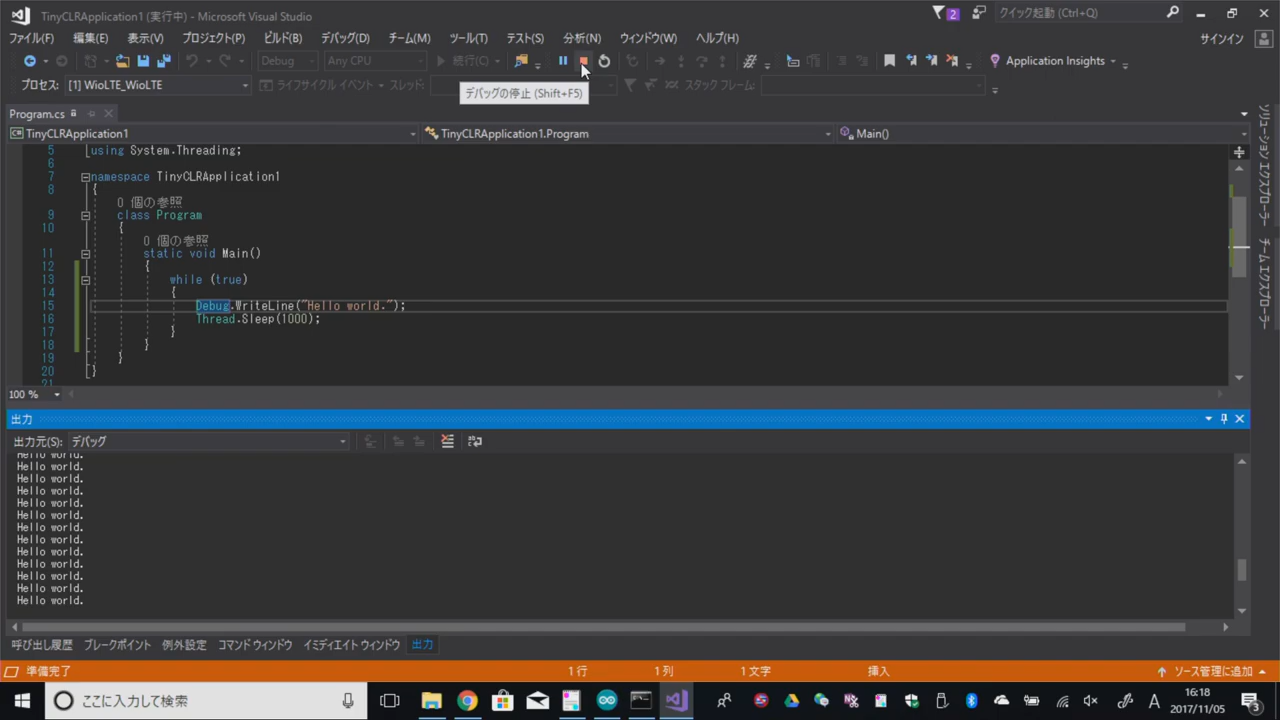 TinyCLRApplication1 (実行中) - Microsoft Visual Studio
2
クイック起動 (Ctrl+Q)
ファイル(F) 編集(E) 表示(V) プロジェクト(P) ビルド(B) デバッグ(D) チーム(M) ツール(T) テスト(S) 分析(N) ウィンドウ(W) ヘルプ(H)
サインイン
Debug Any CPU 続行(C) Application Insights
プロセス: [1] WioLTE_WioLTE ライフサイクル イベント スレッド: スタック フレーム:
デバッグの停止 (Shift+F5)
Program.cs
TinyCLRApplication1 TinyCLRApplication1.Program Main()
5 using System.Threading;
6
7 namespace TinyCLRApplication1
8 {
0 個の参照
9 class Program
10 {
0 個の参照
11 static void Main()
12 {
13 while (true)
14 {
15 Debug.WriteLine("Hello world.");
16 Thread.Sleep(1000);
17 }
18 }
19 }
20 }
21
ソリューション エクスプローラー
チーム エクスプローラー
100 %
出力
出力元(S): デバッグ
Hello world.
Hello world.
Hello world.
Hello world.
Hello world.
Hello world.
Hello world.
Hello world.
Hello world.
Hello world.
Hello world.
Hello world.
Hello world.
呼び出し履歴 ブレークポイント 例外設定 コマンド ウィンドウ イミディエイト ウィンドウ 出力
準備完了 1 行 1 列 1 文字 挿入 ソース管理に追加
ここに入力して検索
A
16:18
2017/11/05
3